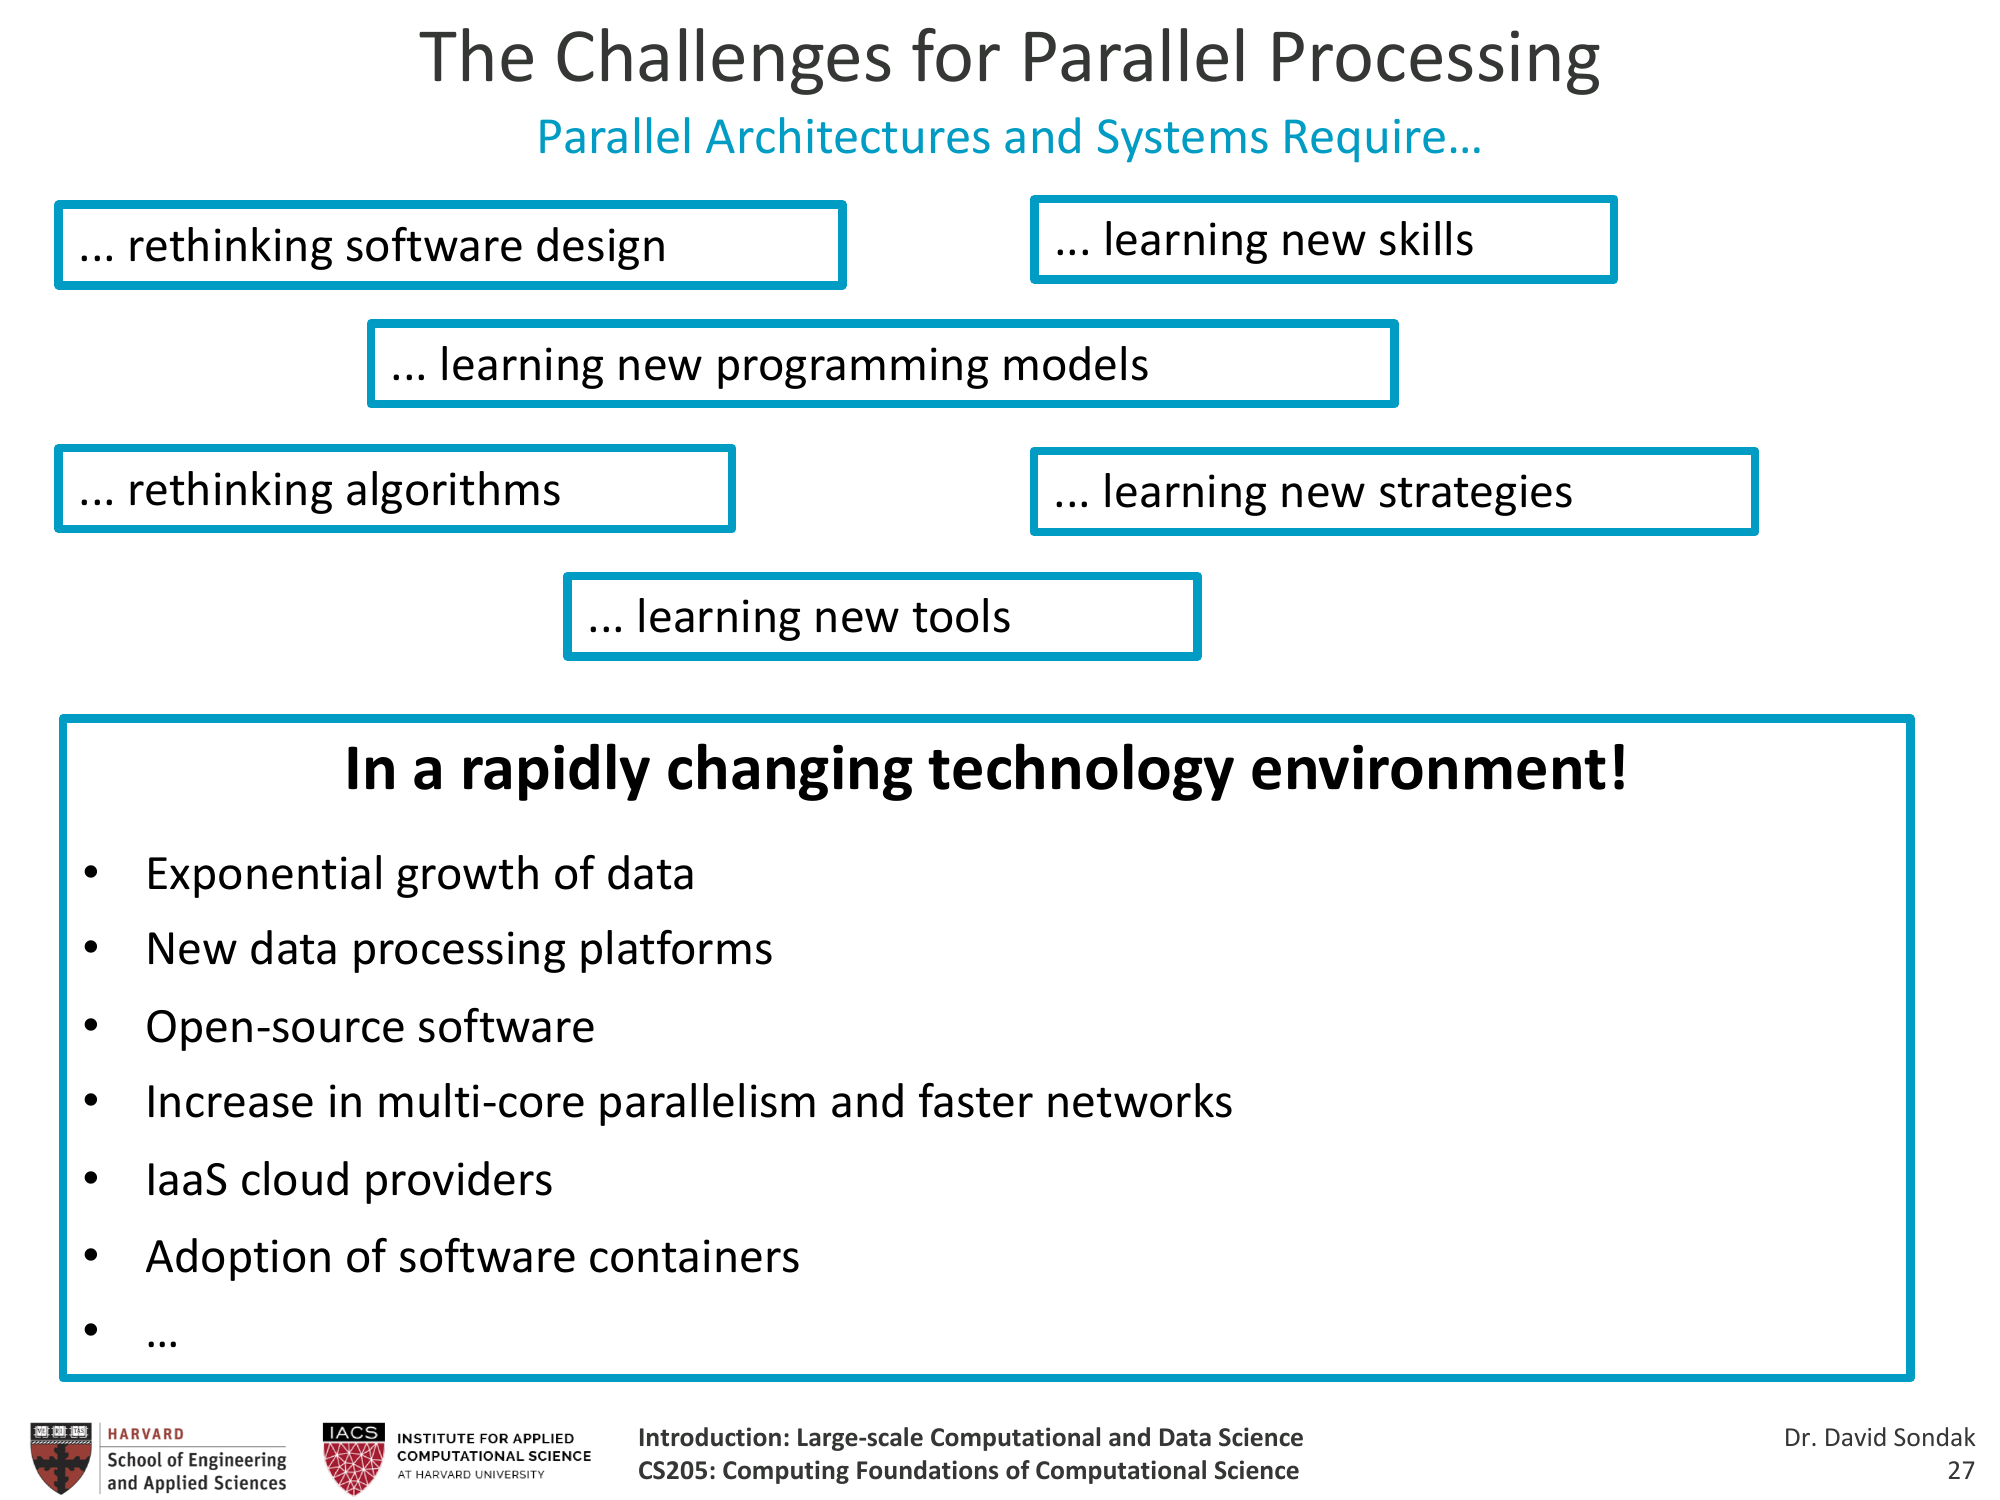 The Challenges for Parallel Processing
Parallel Architectures and Systems Require…
... rethinking software design
... learning new skills
... learning new programming models
... rethinking algorithms
... learning new strategies
... learning new tools
In a rapidly changing technology environment!
• Exponential growth of data
• New data processing platforms
• Open-source software
• Increase in multi-core parallelism and faster networks
• IaaS cloud providers
• Adoption of software containers
• …
HARVARD
School of Engineering
and Applied Sciences
IACS
INSTITUTE FOR APPLIED
COMPUTATIONAL SCIENCE
AT HARVARD UNIVERSITY
Introduction: Large-scale Computational and Data Science
CS205: Computing Foundations of Computational Science
Dr. David Sondak
27